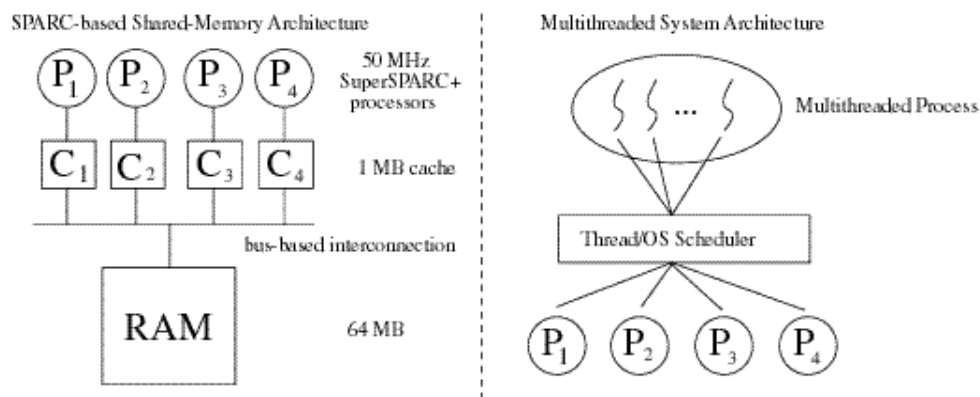 SPARC-based Shared-Memory Architecture
P1 P2 P3 P4
50 MHz
SuperSPARC+
processors
C1 C2 C3 C4
1 MB cache
bus-based interconnection
RAM
64 MB
Multithreaded System Architecture
...
Multithreaded Process
Thread/OS Scheduler
P1 P2 P3 P4